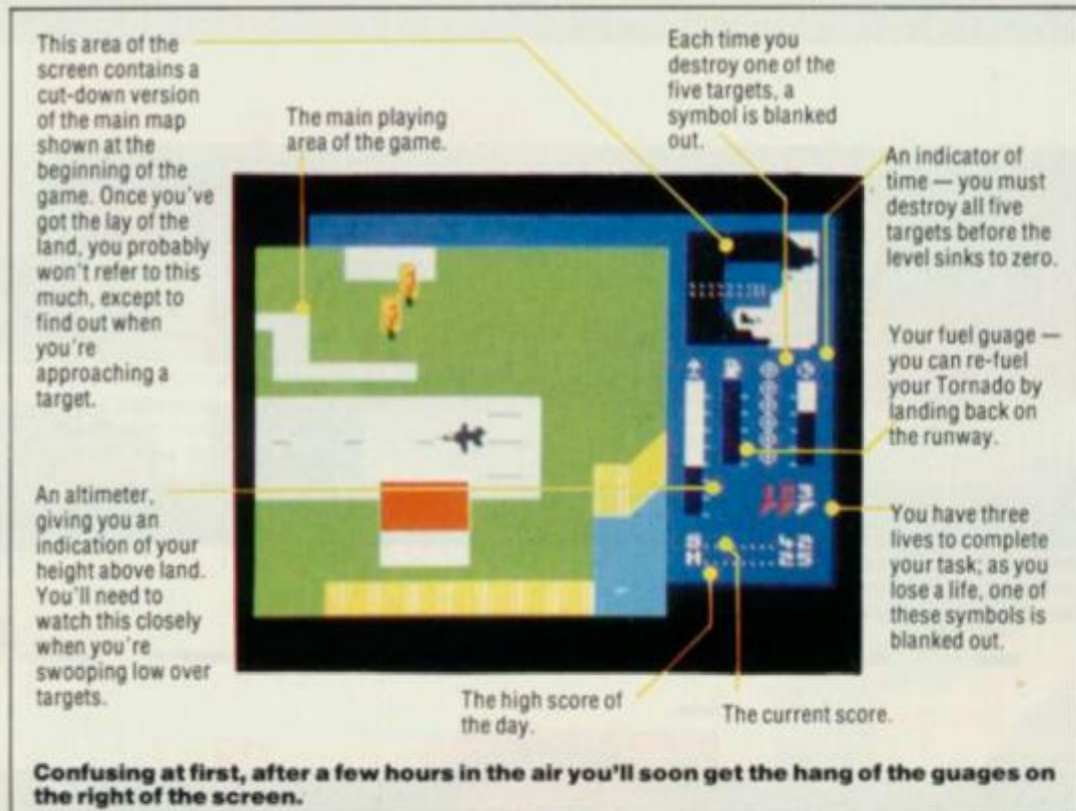 This area of the
screen contains a
cut-down version
of the main map
shown at the
beginning of the
game. Once you've
got the lay of the
land, you probably
won't refer to this
much, except to
find out when
you're
approaching a
target.
The main playing
area of the game.
Each time you
destroy one of the
five targets, a
symbol is blanked
out.
An indicator of
time — you must
destroy all five
targets before the
level sinks to zero.
Your fuel guage —
you can re-fuel
your Tornado by
landing back on
the runway.
An altimeter,
giving you an
indication of your
height above land.
You'll need to
watch this closely
when you're
swooping low over
targets.
You have three
lives to complete
your task; as you
lose a life, one of
these symbols is
blanked out.
The high score of
the day.
The current score.
Confusing at first, after a few hours in the air you'll soon get the hang of the guages on
the right of the screen.